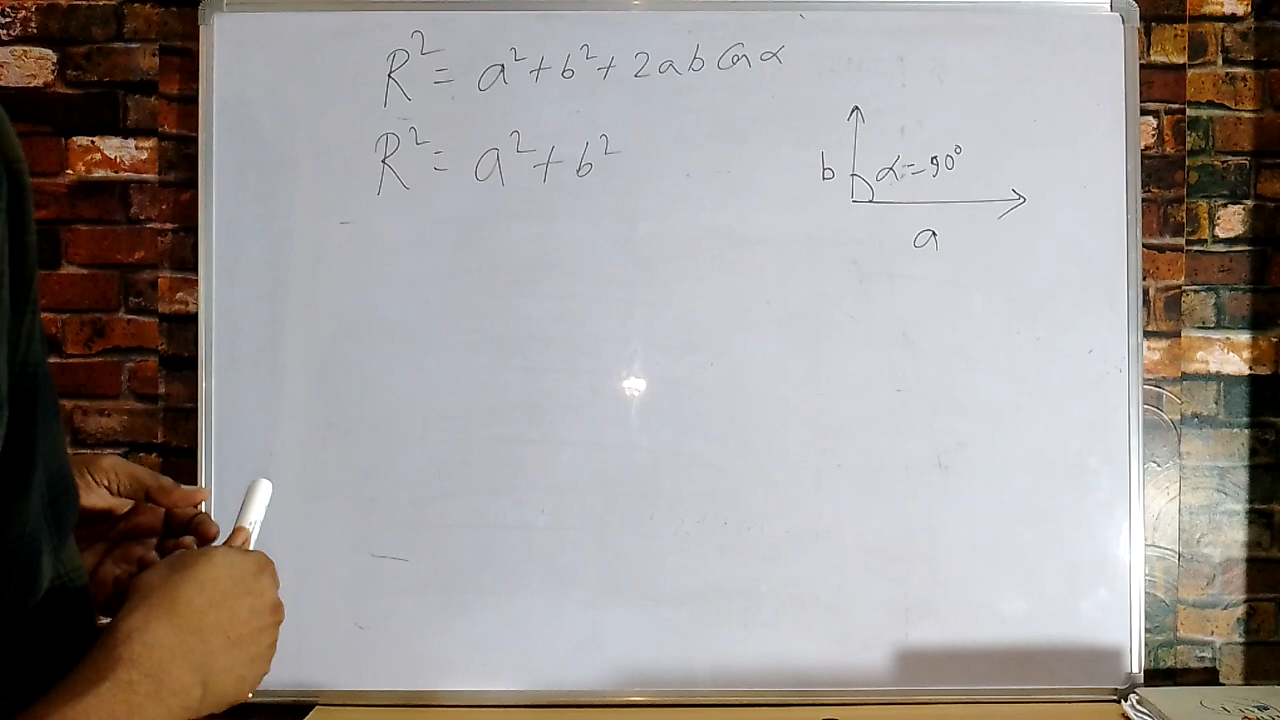 R² = a² + b² + 2ab Cos α
R² = a² + b²
b α = 90°
a